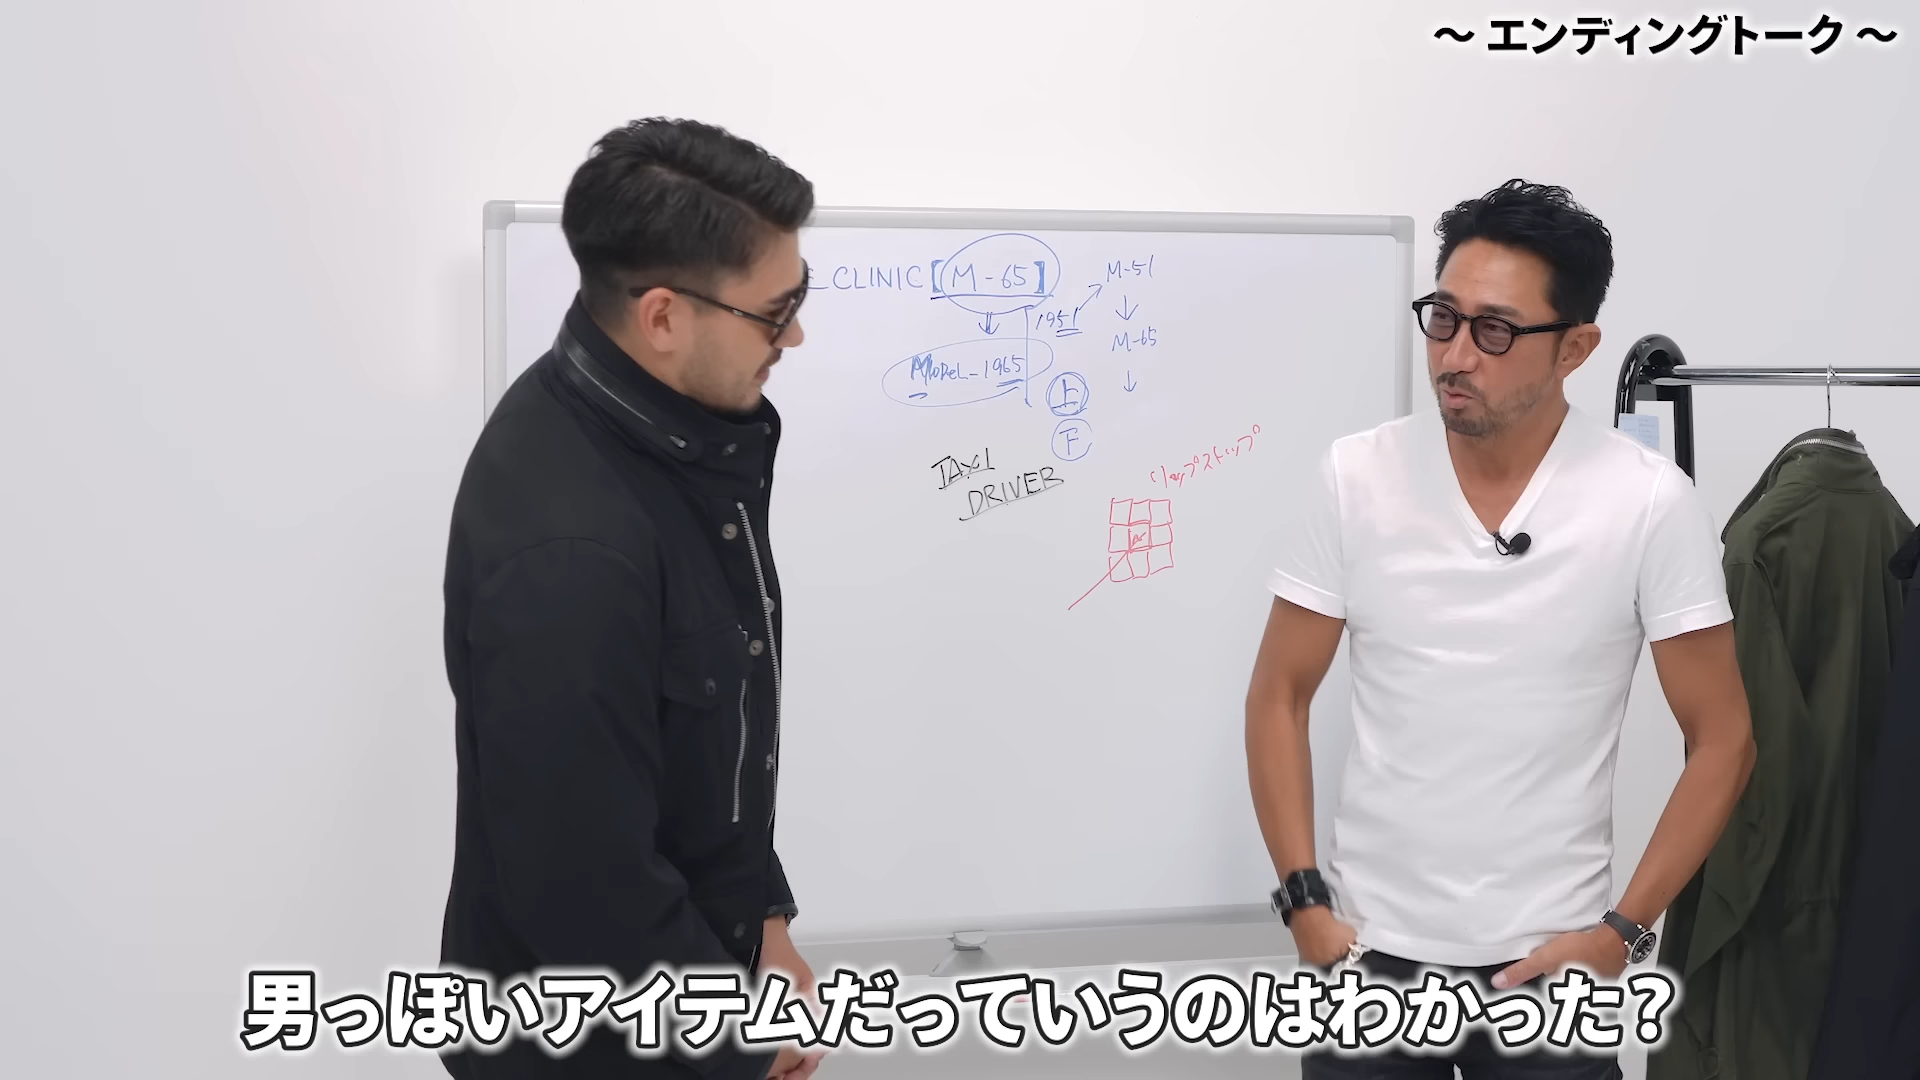 ～ エンディングトーク ～
E CLINIC [M-65]
M-51
1951
M-65
MODEL-1965
上
下
TAXI
DRIVER
リップストップ
男っぽいアイテムだっていうのはわかった?